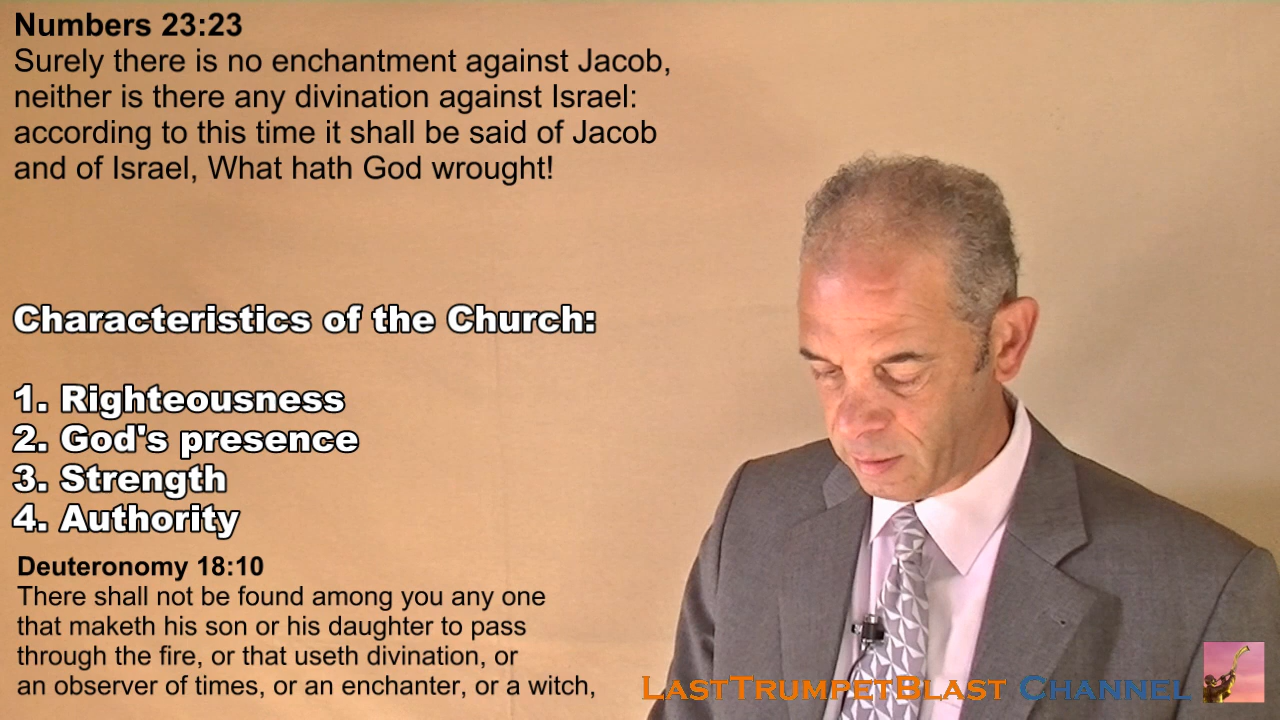 Numbers 23:23
Surely there is no enchantment against Jacob,
neither is there any divination against Israel:
according to this time it shall be said of Jacob
and of Israel, What hath God wrought!
Characteristics of the Church:
1. Righteousness
2. God's presence
3. Strength
4. Authority
Deuteronomy 18:10
There shall not be found among you any one
that maketh his son or his daughter to pass
through the fire, or that useth divination, or
an observer of times, or an enchanter, or a witch,
LastTrumpetBlast Channel